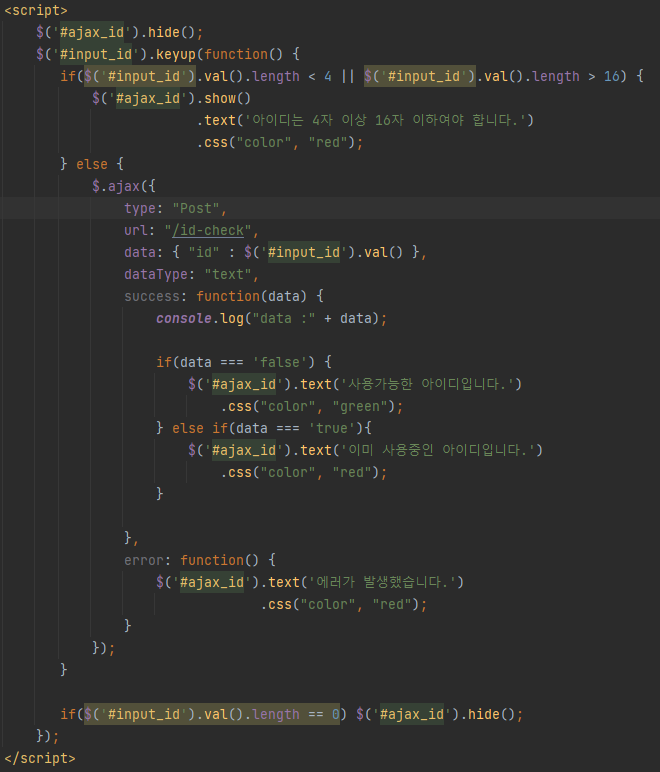 <script>
$('#ajax_id').hide();
$('#input_id').keyup(function() {
if($('#input_id').val().length < 4 || $('#input_id').val().length > 16) {
$('#ajax_id').show()
.text('아이디는 4자 이상 16자 이하여야 합니다.')
.css("color", "red");
} else {
$.ajax({
type: "Post",
url: "/id-check",
data: { "id" : $('#input_id').val() },
dataType: "text",
success: function(data) {
console.log("data :" + data);
if(data === 'false') {
$('#ajax_id').text('사용가능한 아이디입니다.')
.css("color", "green");
} else if(data === 'true'){
$('#ajax_id').text('이미 사용중인 아이디입니다.')
.css("color", "red");
}
},
error: function() {
$('#ajax_id').text('에러가 발생했습니다.')
.css("color", "red");
}
});
}
if($('#input_id').val().length == 0) $('#ajax_id').hide();
});
</script>